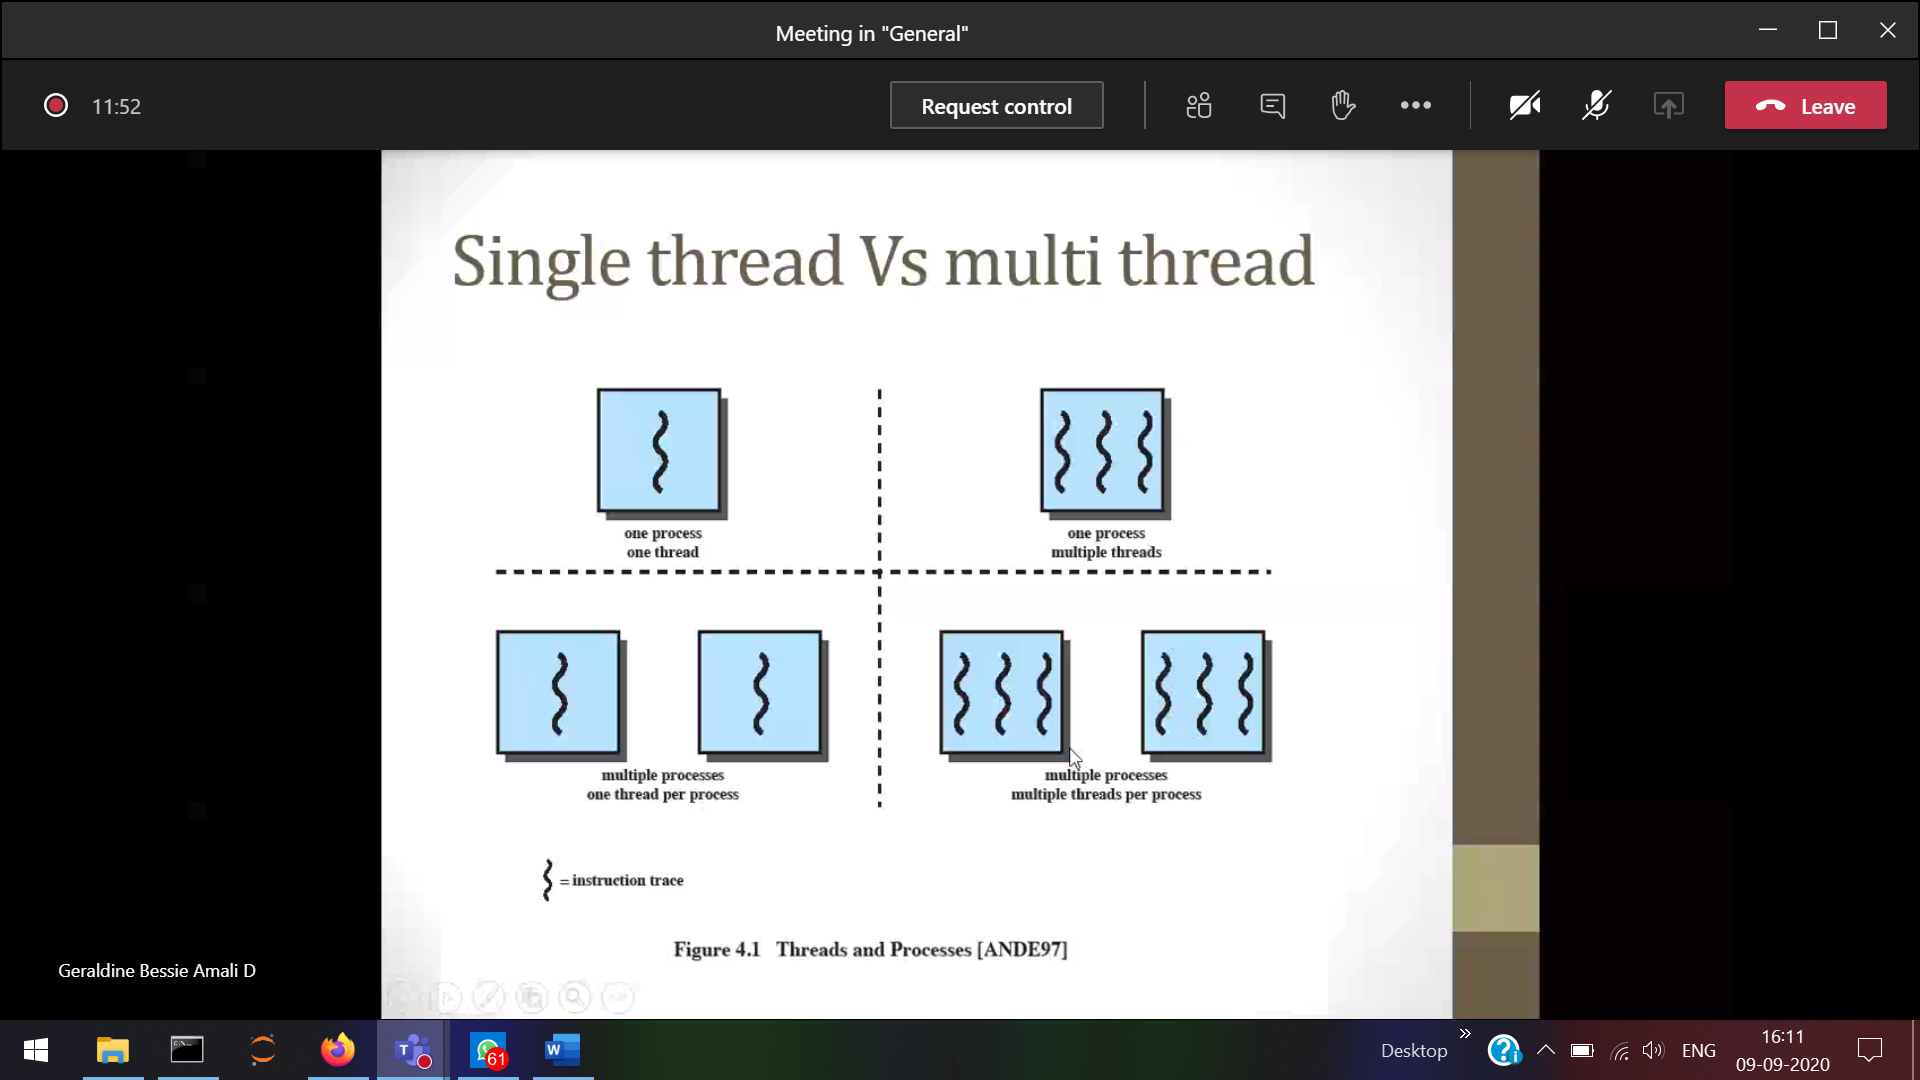 Meeting in "General"
11:52
Request control
Leave
Single thread Vs multi thread
one process
one thread
one process
multiple threads
multiple processes
one thread per process
multiple processes
multiple threads per process
= instruction trace
Figure 4.1 Threads and Processes [ANDE97]
Geraldine Bessie Amali D
C:\_
T
61
W
Desktop
»
ENG
16:11
09-09-2020